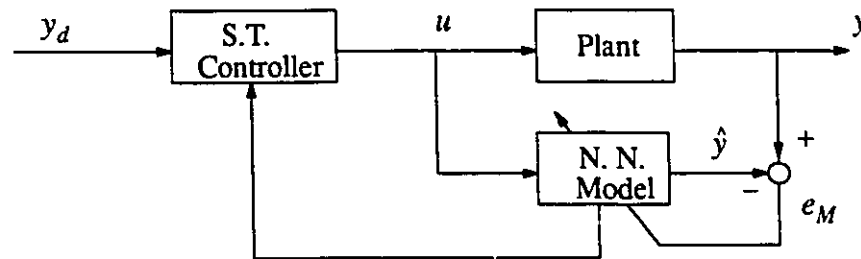 y_d
S.T.
Controller
u
Plant
y
N. N.
Model
ŷ
+
−
e_M